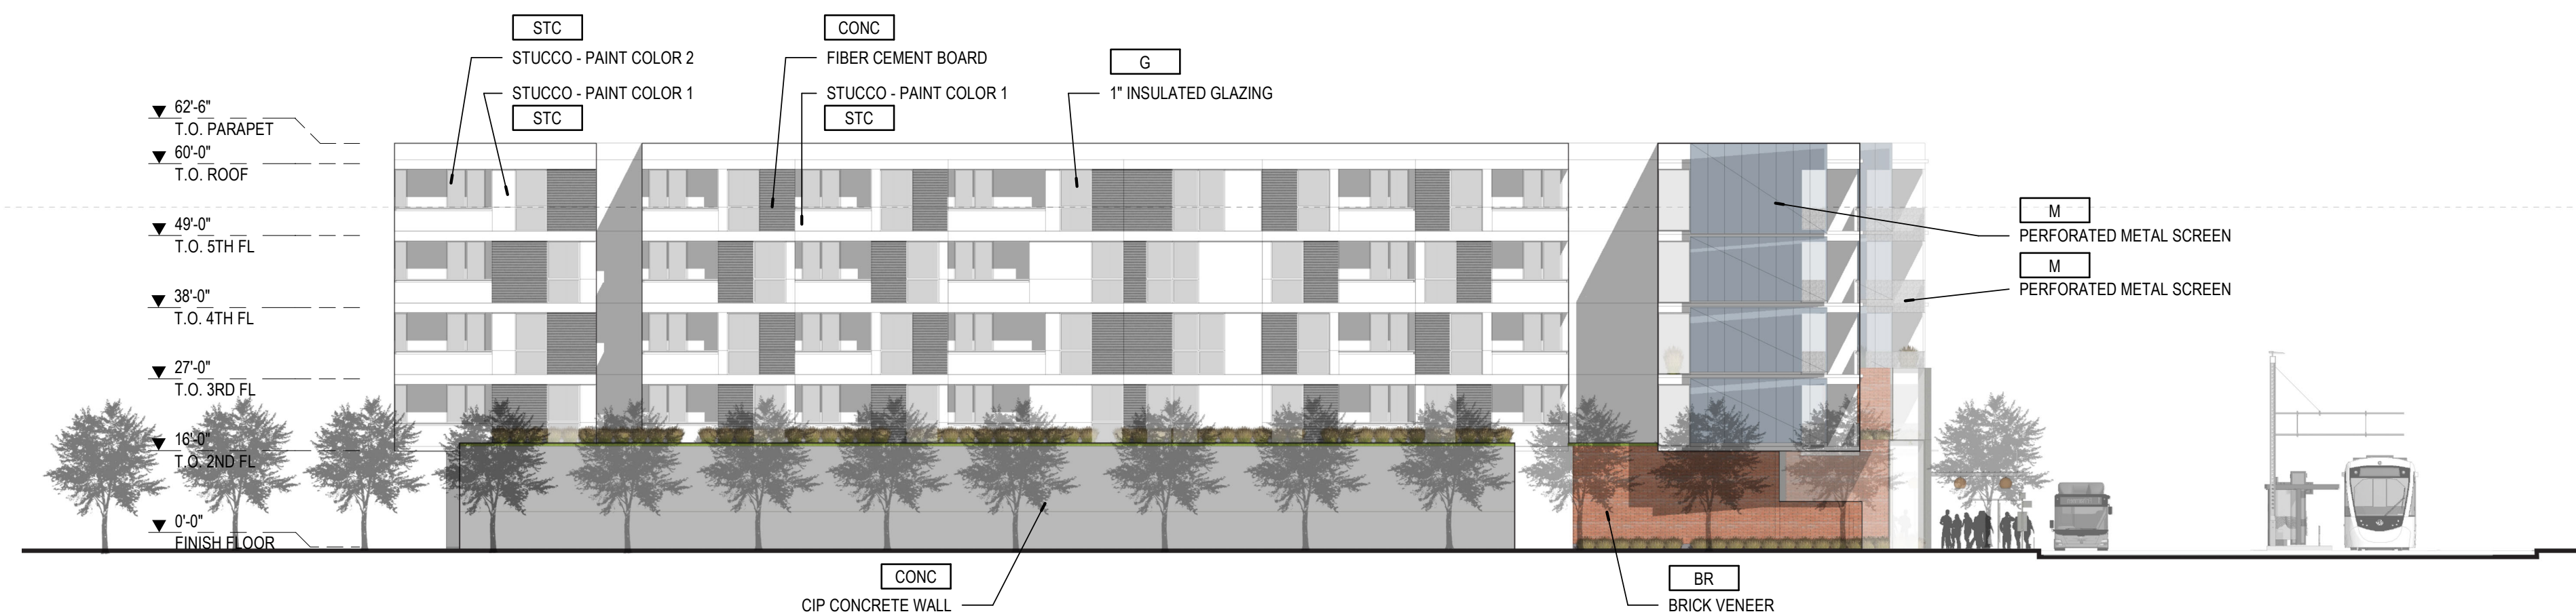 STC
STUCCO - PAINT COLOR 2
STUCCO - PAINT COLOR 1
STC
CONC
FIBER CEMENT BOARD
STUCCO - PAINT COLOR 1
STC
G
1" INSULATED GLAZING
62'-6"
T.O. PARAPET
60'-0"
T.O. ROOF
49'-0"
T.O. 5TH FL
38'-0"
T.O. 4TH FL
27'-0"
T.O. 3RD FL
16'-0"
T.O. 2ND FL
0'-0"
FINISH FLOOR
M
PERFORATED METAL SCREEN
M
PERFORATED METAL SCREEN
CONC
CIP CONCRETE WALL
BR
BRICK VENEER